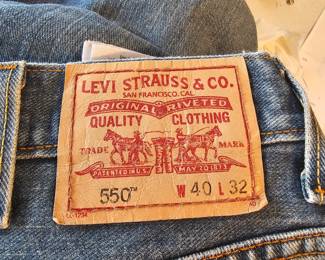 LEVI STRAUSS & CO.
SAN FRANCISCO, CAL.
ORIGINAL RIVETED
QUALITY CLOTHING
TRADE MARK
PATENTED IN U.S. MAY 20 1873
550™ W 40 L 32